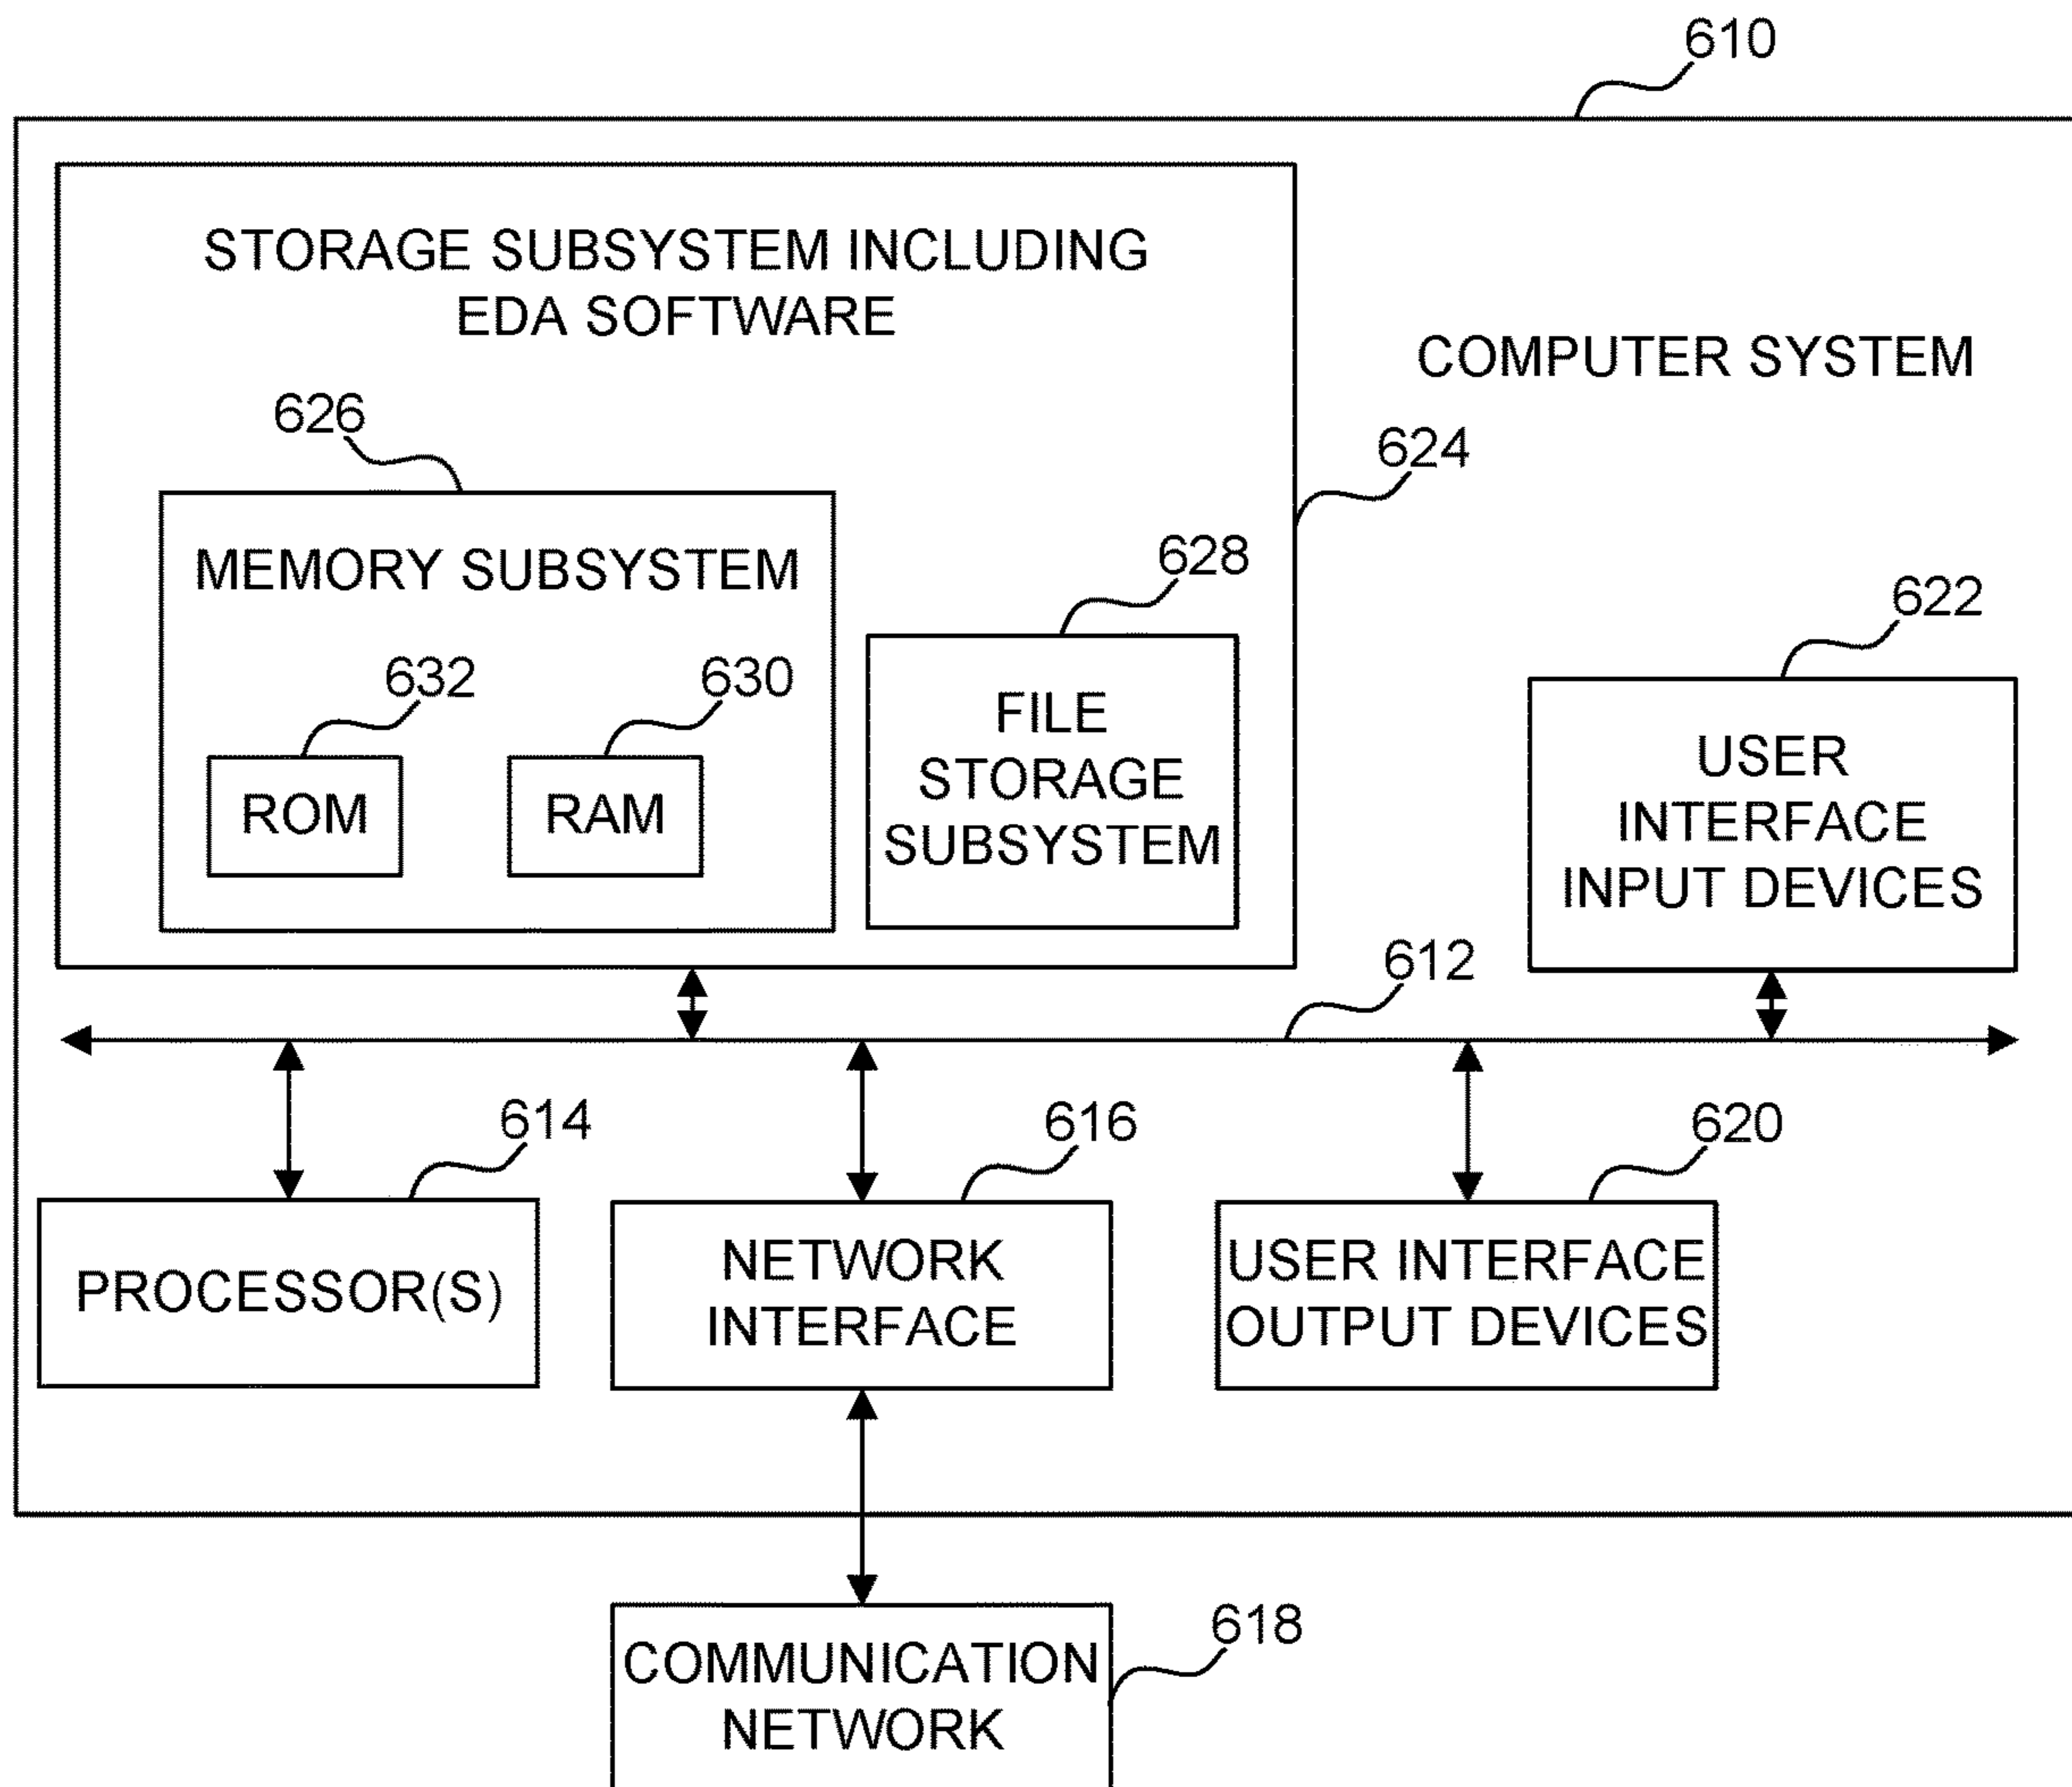 610
STORAGE SUBSYSTEM INCLUDING
EDA SOFTWARE
COMPUTER SYSTEM
626
624
MEMORY SUBSYSTEM
628
622
632
630
FILE
STORAGE
SUBSYSTEM
ROM
RAM
USER
INTERFACE
INPUT DEVICES
612
614
616
620
PROCESSOR(S)
NETWORK
INTERFACE
USER INTERFACE
OUTPUT DEVICES
618
COMMUNICATION
NETWORK